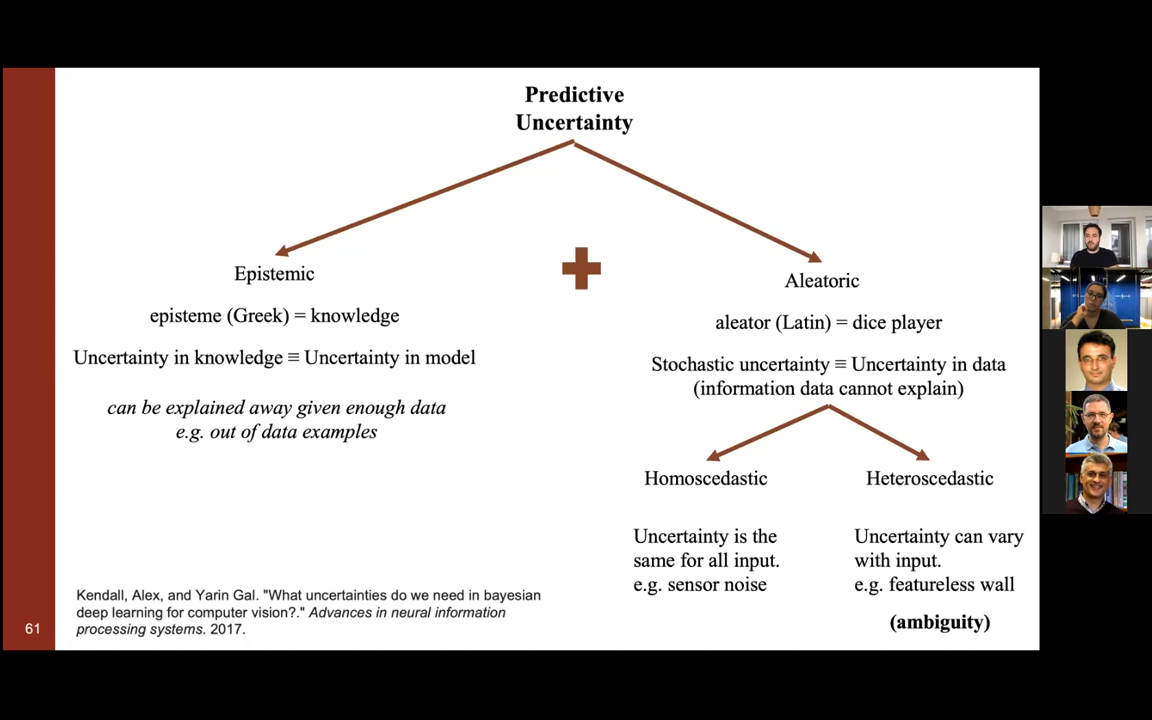 Predictive
Uncertainty
Epistemic
episteme (Greek) = knowledge
Uncertainty in knowledge ≡ Uncertainty in model
can be explained away given enough data
e.g. out of data examples
Aleatoric
aleator (Latin) = dice player
Stochastic uncertainty ≡ Uncertainty in data
(information data cannot explain)
Homoscedastic
Uncertainty is the
same for all input.
e.g. sensor noise
Heteroscedastic
Uncertainty can vary
with input.
e.g. featureless wall
(ambiguity)
Kendall, Alex, and Yarin Gal. "What uncertainties do we need in bayesian
deep learning for computer vision?." Advances in neural information
processing systems. 2017.
61